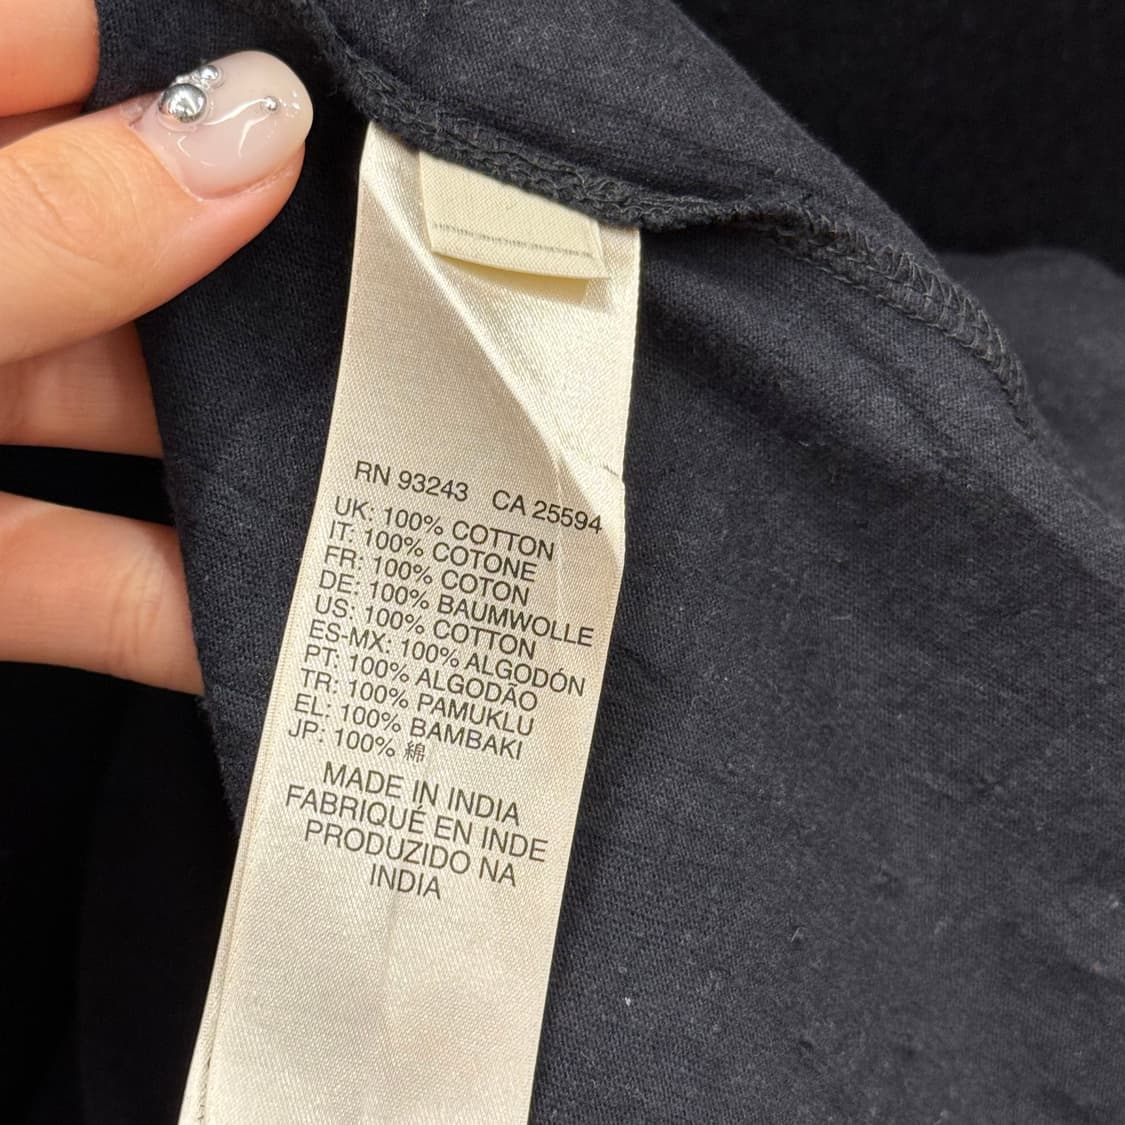 RN 93243 CA 25594
UK: 100% COTTON
IT: 100% COTONE
FR: 100% COTON
DE: 100% BAUMWOLLE
US: 100% COTTON
ES-MX: 100% ALGODÓN
PT: 100% ALGODÃO
TR: 100% PAMUKLU
EL: 100% BAMBAKI
JP: 100% 綿
MADE IN INDIA
FABRIQUÉ EN INDE
PRODUZIDO NA
INDIA